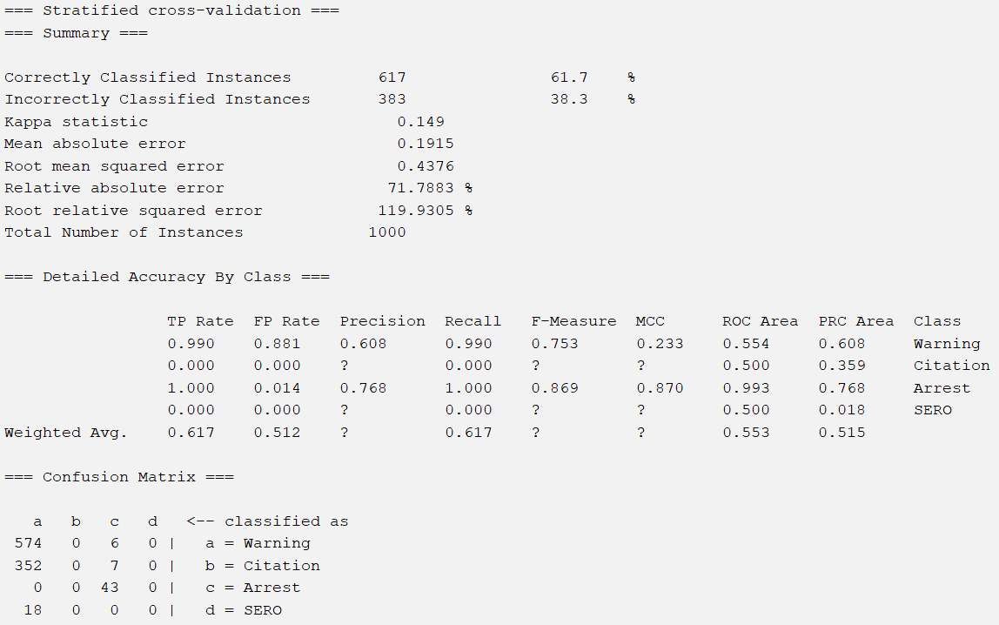 === Stratified cross-validation ===
=== Summary ===
Correctly Classified Instances         617               61.7    %
Incorrectly Classified Instances       383               38.3    %
Kappa statistic                          0.149
Mean absolute error                      0.1915
Root mean squared error                  0.4376
Relative absolute error                 71.7883 %
Root relative squared error            119.9305 %
Total Number of Instances             1000
=== Detailed Accuracy By Class ===
                 TP Rate  FP Rate  Precision  Recall   F-Measure  MCC      ROC Area  PRC Area  Class
                 0.990    0.881    0.608      0.990    0.753      0.233    0.554     0.608     Warning
                 0.000    0.000    ?          0.000    ?          ?        0.500     0.359     Citation
                 1.000    0.014    0.768      1.000    0.869      0.870    0.993     0.768     Arrest
                 0.000    0.000    ?          0.000    ?          ?        0.500     0.018     SERO
Weighted Avg.    0.617    0.512    ?          0.617    ?          ?        0.553     0.515
=== Confusion Matrix ===
   a   b   c   d   <-- classified as
 574   0   6   0 |   a = Warning
 352   0   7   0 |   b = Citation
   0   0  43   0 |   c = Arrest
  18   0   0   0 |   d = SERO